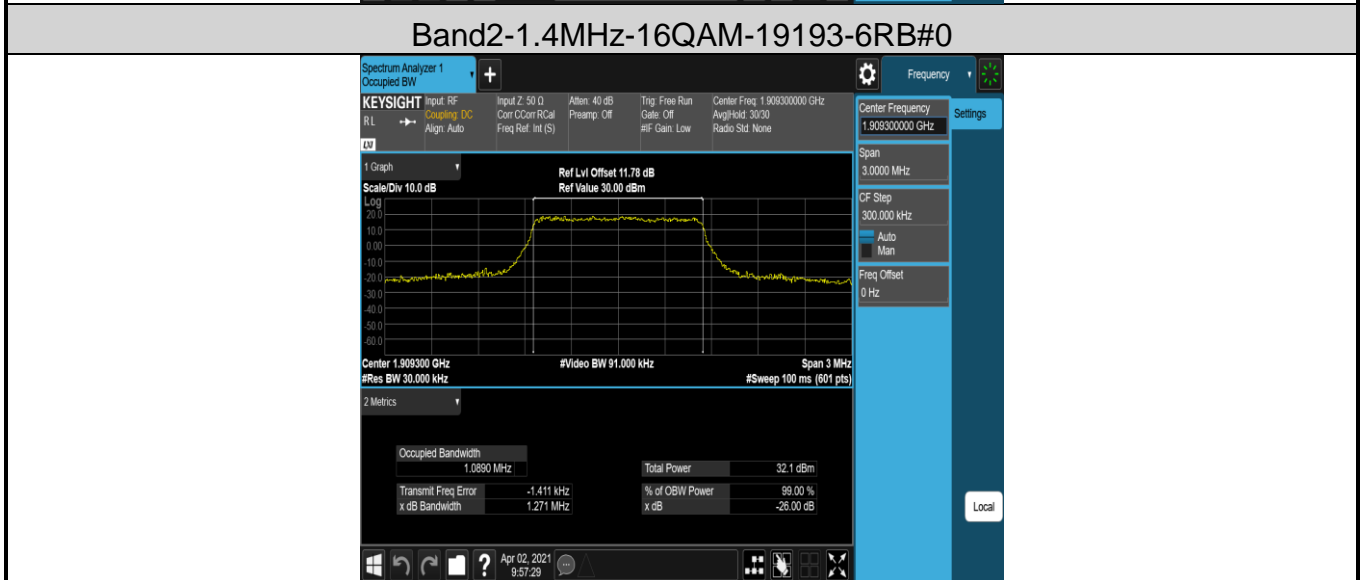 Band2-1.4MHz-16QAM-19193-6RB#0
Spectrum Analyzer 1
Occupied BW
+
Frequency
KEYSIGHT
R L
LXI
Input: RF
Coupling: DC
Align: Auto
Input Z: 50 Ω
Corr CCorr RCal
Freq Ref: Int (S)
Atten: 40 dB
Preamp: Off
Trig: Free Run
Gate: Off
#IF Gain: Low
Center Freq: 1.909300000 GHz
Avg|Hold: 30/30
Radio Std: None
Center Frequency
1.909300000 GHz
Settings
Span
3.0000 MHz
CF Step
300.000 kHz
Auto
Man
Freq Offset
0 Hz
Local
1 Graph
Scale/Div 10.0 dB
Ref Lvl Offset 11.78 dB
Ref Value 30.00 dBm
Log
20.0
10.0
0.00
-10.0
-20.0
-30.0
-40.0
-50.0
-60.0
Center 1.909300 GHz
#Video BW 91.000 kHz
Span 3 MHz
#Res BW 30.000 kHz
#Sweep 100 ms (601 pts)
2 Metrics
Occupied Bandwidth
1.0890 MHz
Total Power 32.1 dBm
Transmit Freq Error -1.411 kHz
% of OBW Power 99.00 %
x dB Bandwidth 1.271 MHz
x dB -26.00 dB
?
Apr 02, 2021
9:57:29